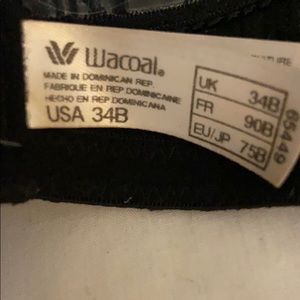 Wacoal®
MADE IN DOMINICAN REP.
FABRIQUE EN REP DOMINICAINE
HECHO EN REP DOMINICANA
USA 34B
UK 34B
FR 90B
EU/JP 75B
65449